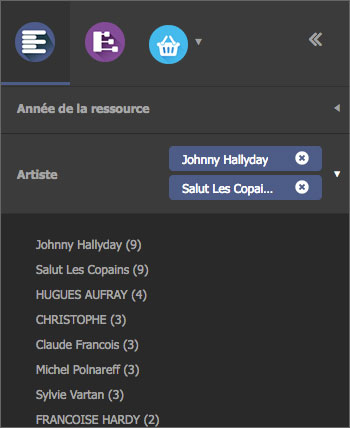 Année de la ressource
Artiste
Johnny Hallyday
Salut Les Copai...
Johnny Hallyday (9)
Salut Les Copains (9)
HUGUES AUFRAY (4)
CHRISTOPHE (3)
Claude Francois (3)
Michel Polnareff (3)
Sylvie Vartan (3)
FRANCOISE HARDY (2)